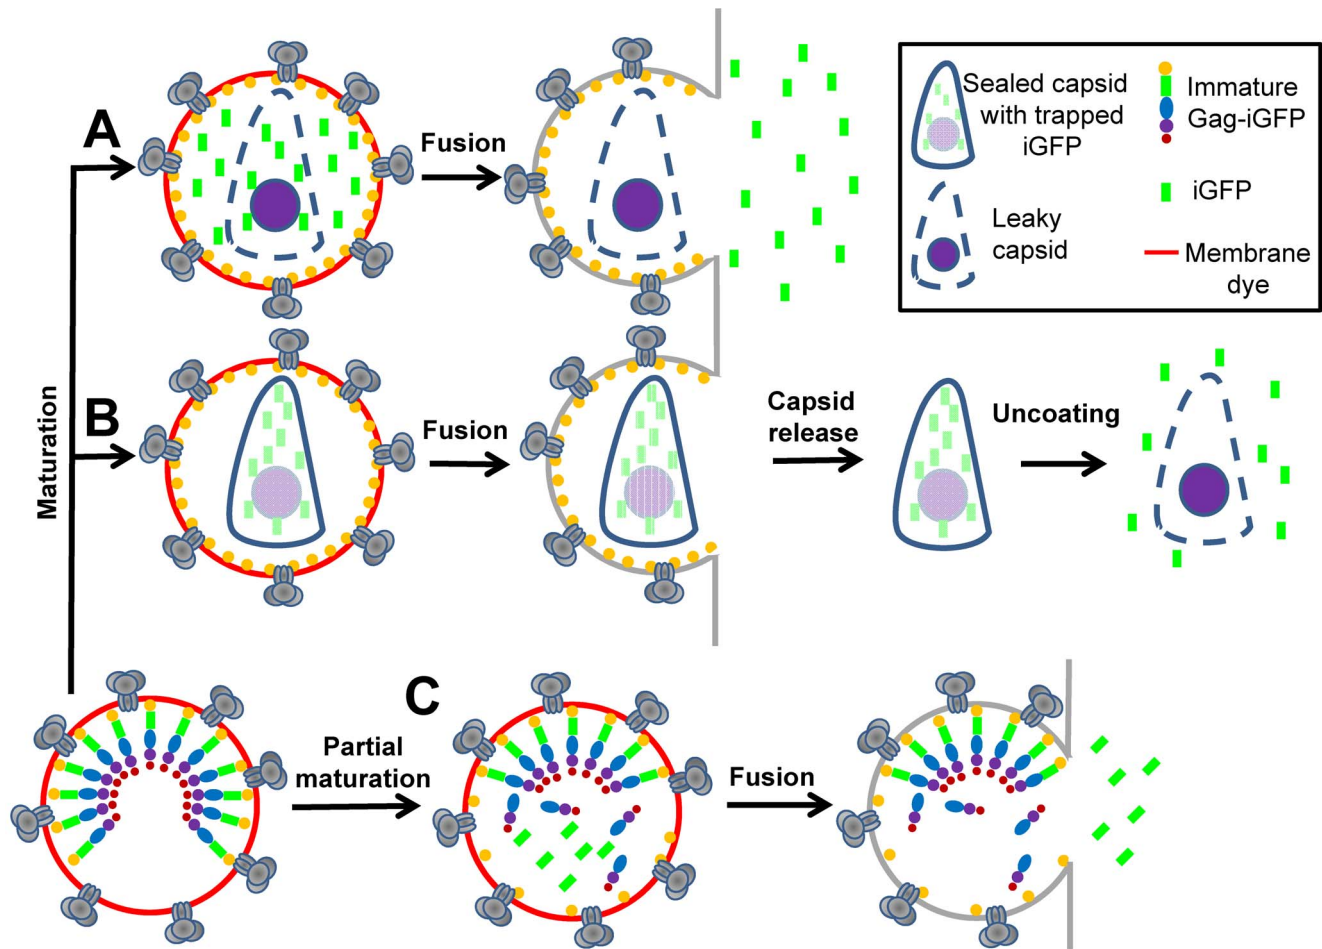 A
Fusion
Sealed capsid
with trapped
iGFP
Immature
Gag-iGFP
iGFP
Leaky
capsid
Membrane
dye
Maturation
B
Fusion
Capsid
release
Uncoating
Partial
maturation
C
Fusion